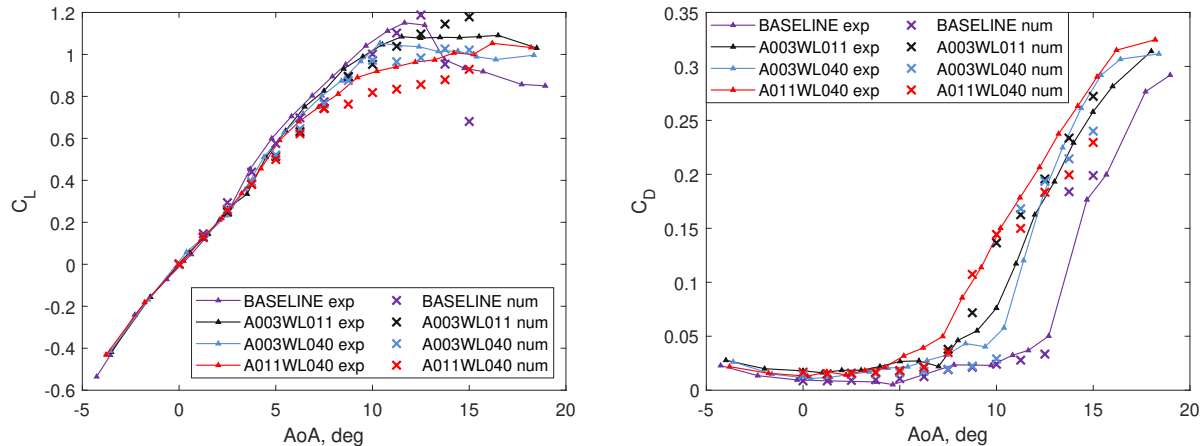 1.2
1
0.8
0.6
0.4
0.2
0
-0.2
-0.4
-0.6
C_L
-5 0 5 10 15 20
AoA, deg
BASELINE exp BASELINE num
A003WL011 exp A003WL011 num
A003WL040 exp A003WL040 num
A011WL040 exp A011WL040 num
0.35
0.3
0.25
0.2
0.15
0.1
0.05
0
C_D
-5 0 5 10 15 20
AoA, deg
BASELINE exp BASELINE num
A003WL011 exp A003WL011 num
A003WL040 exp A003WL040 num
A011WL040 exp A011WL040 num